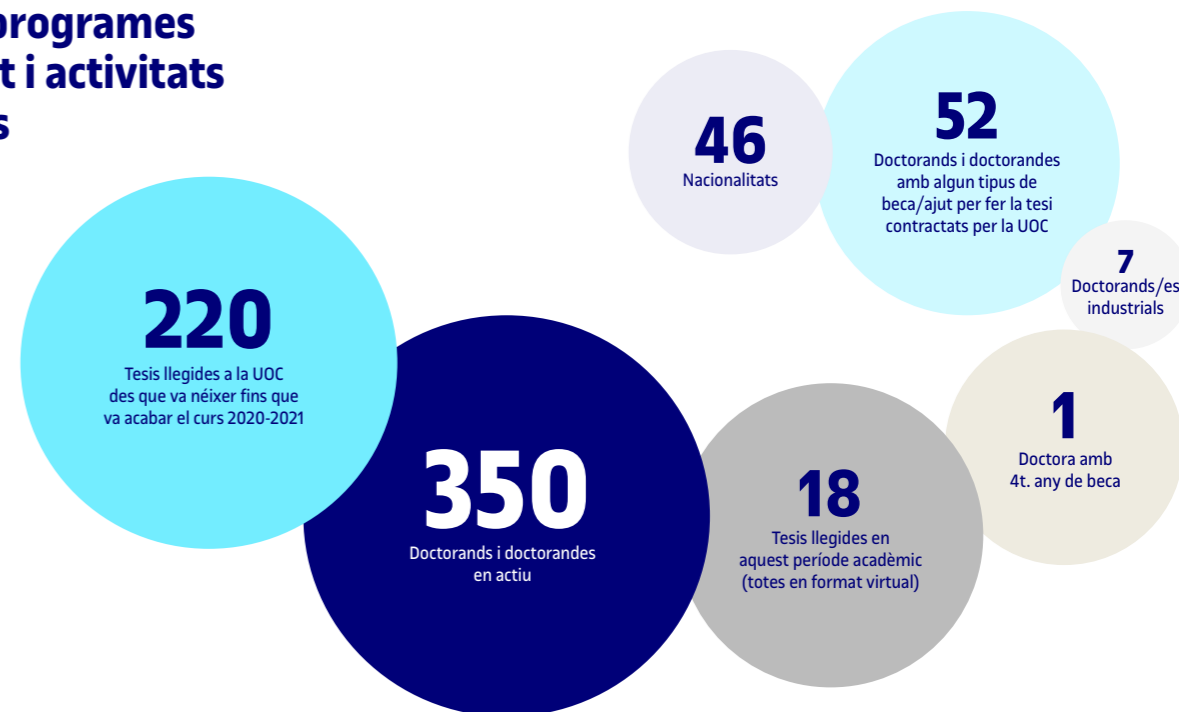 programes
t i activitats
s
46
Nacionalitats
52
Doctorands i doctorandes
amb algun tipus de
beca/ajut per fer la tesi
contractats per la UOC
7
Doctorands/es
industrials
220
Tesis llegides a la UOC
des que va néixer fins que
va acabar el curs 2020-2021
350
Doctorands i doctorandes
en actiu
18
Tesis llegides en
aquest període acadèmic
(totes en format virtual)
1
Doctora amb
4t. any de beca